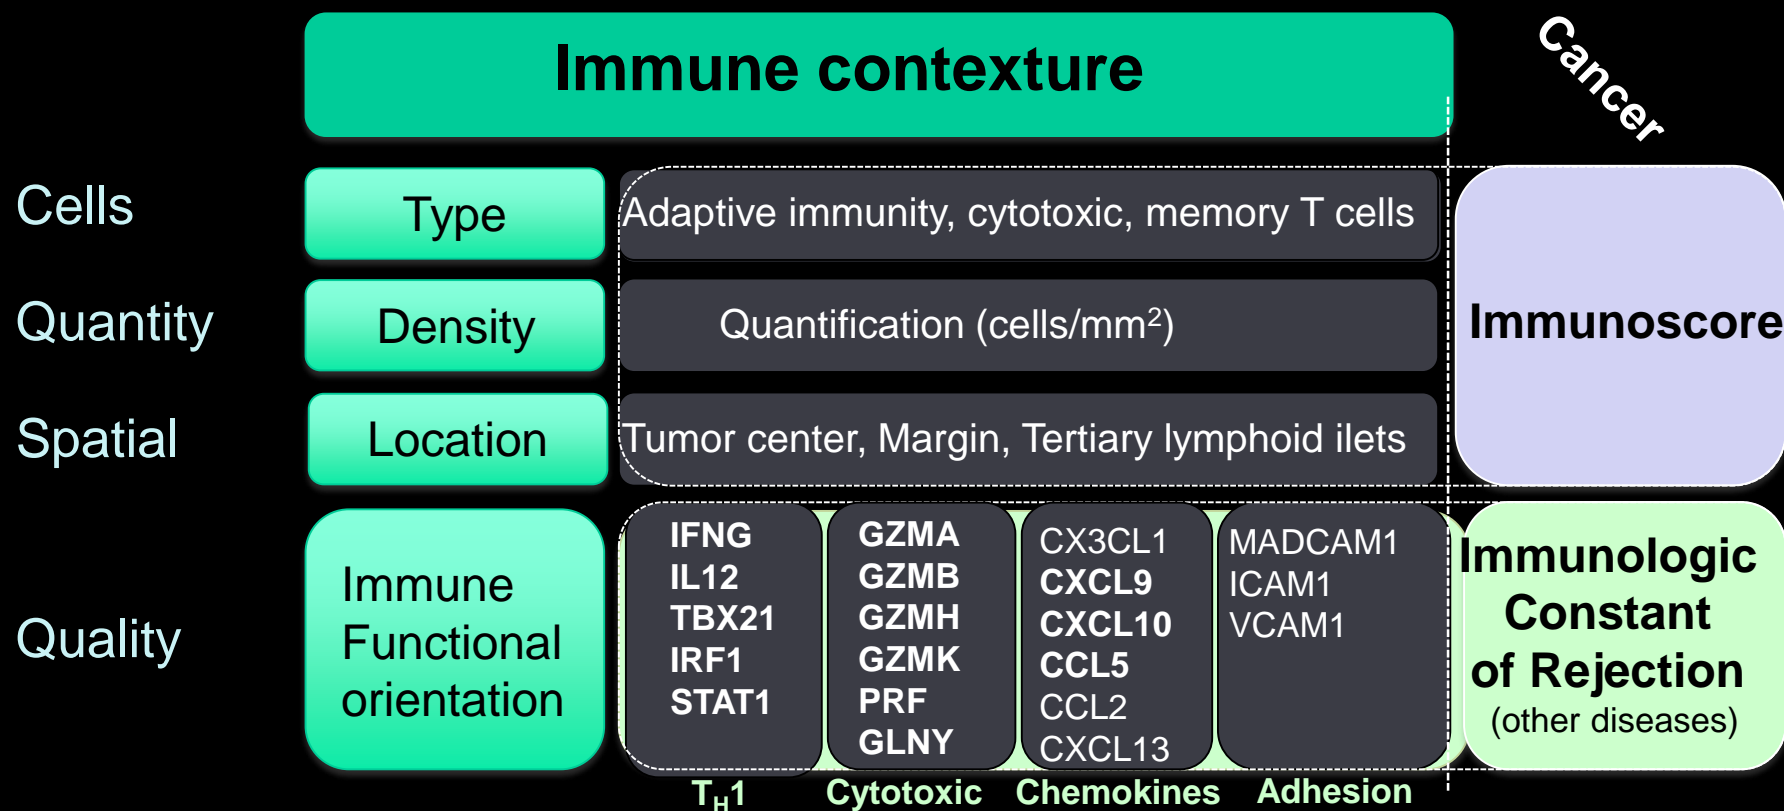 Immune contexture
Cancer
Cells
Type
Adaptive immunity, cytotoxic, memory T cells
Quantity
Density
Quantification (cells/mm²)
Immunoscore
Spatial
Location
Tumor center, Margin, Tertiary lymphoid ilets
Quality
Immune
Functional
orientation
IFNG
IL12
TBX21
IRF1
STAT1
T_H1
GZMA
GZMB
GZMH
GZMK
PRF
GLNY
Cytotoxic
CX3CL1
CXCL9
CXCL10
CCL5
CCL2
CXCL13
Chemokines
MADCAM1
ICAM1
VCAM1
Adhesion
Immunologic
Constant
of Rejection
(other diseases)